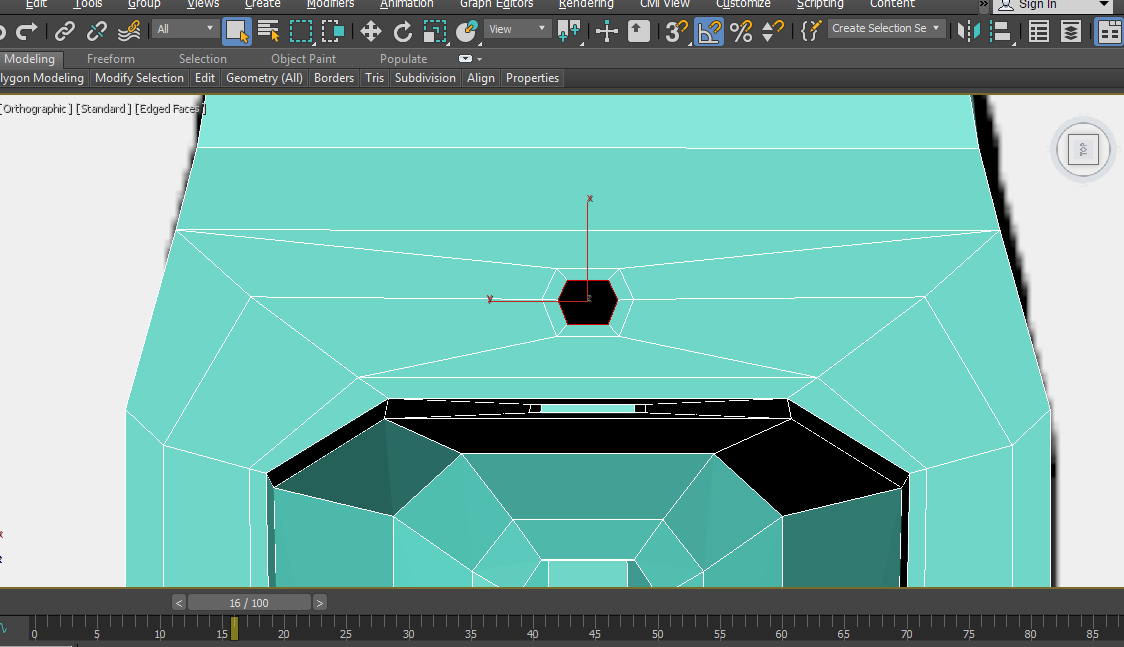 Edit Tools Group Views Create Modifiers Animation Graph Editors Rendering Civil View Customize Scripting Content » Sign In
All View 3 Create Selection Se
Modeling Freeform Selection Object Paint Populate
lygon Modeling Modify Selection Edit Geometry (All) Borders Tris Subdivision Align Properties
[Orthographic ] [Standard ] [Edged Faces ]
TOP
x
y
z
x
z
< 16 / 100 >
0 5 10 15 20 25 30 35 40 45 50 55 60 65 70 75 80 85